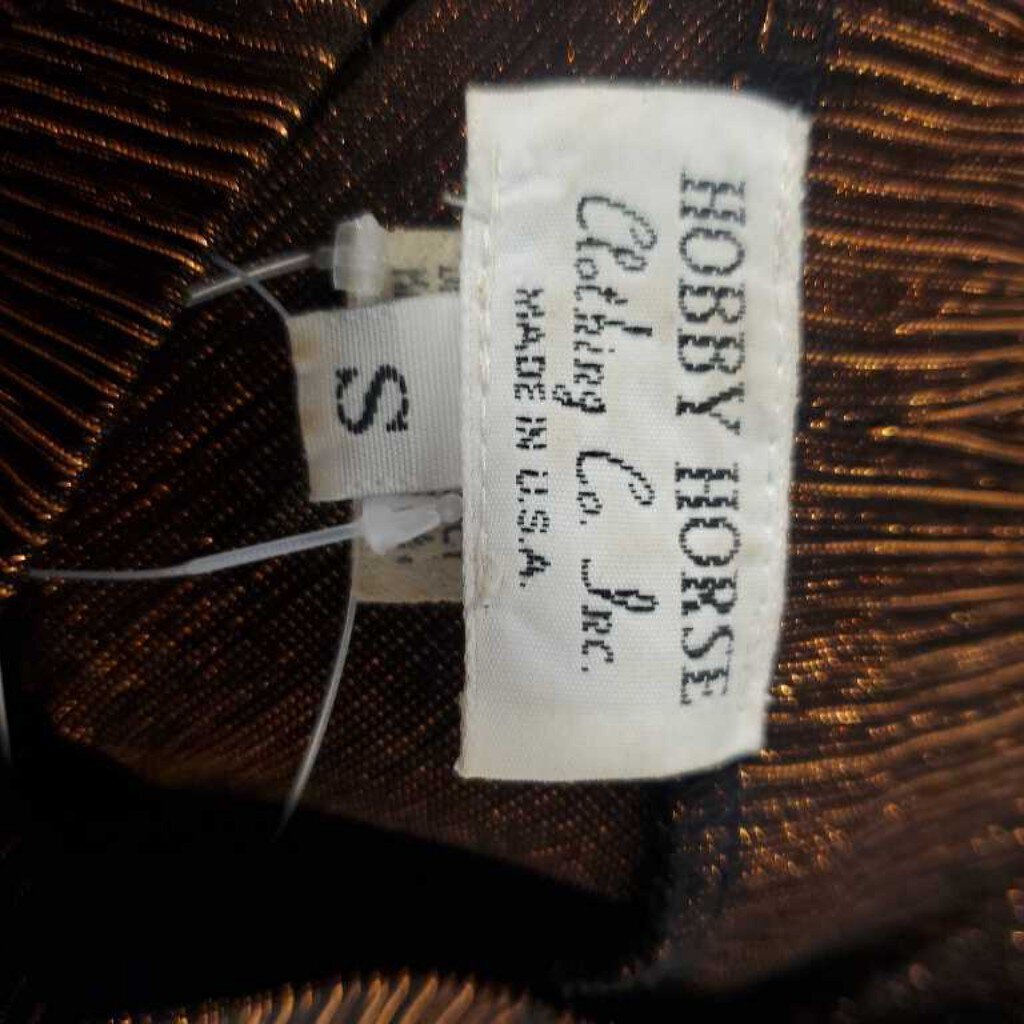 HOBBY HORSE
Clothing Co. Inc.
MADE IN U.S.A.
S